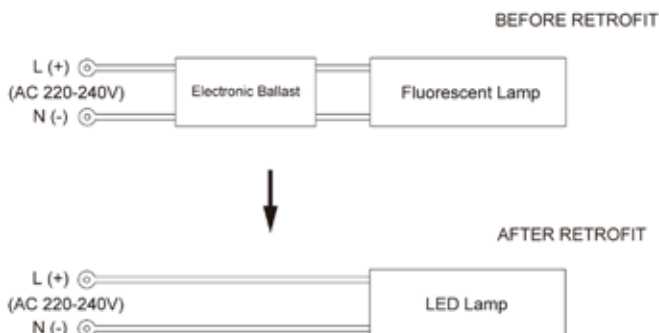 BEFORE RETROFIT
L (+)
(AC 220-240V)
N (-)
Electronic Ballast
Fluorescent Lamp
AFTER RETROFIT
L (+)
(AC 220-240V)
N (-)
LED Lamp